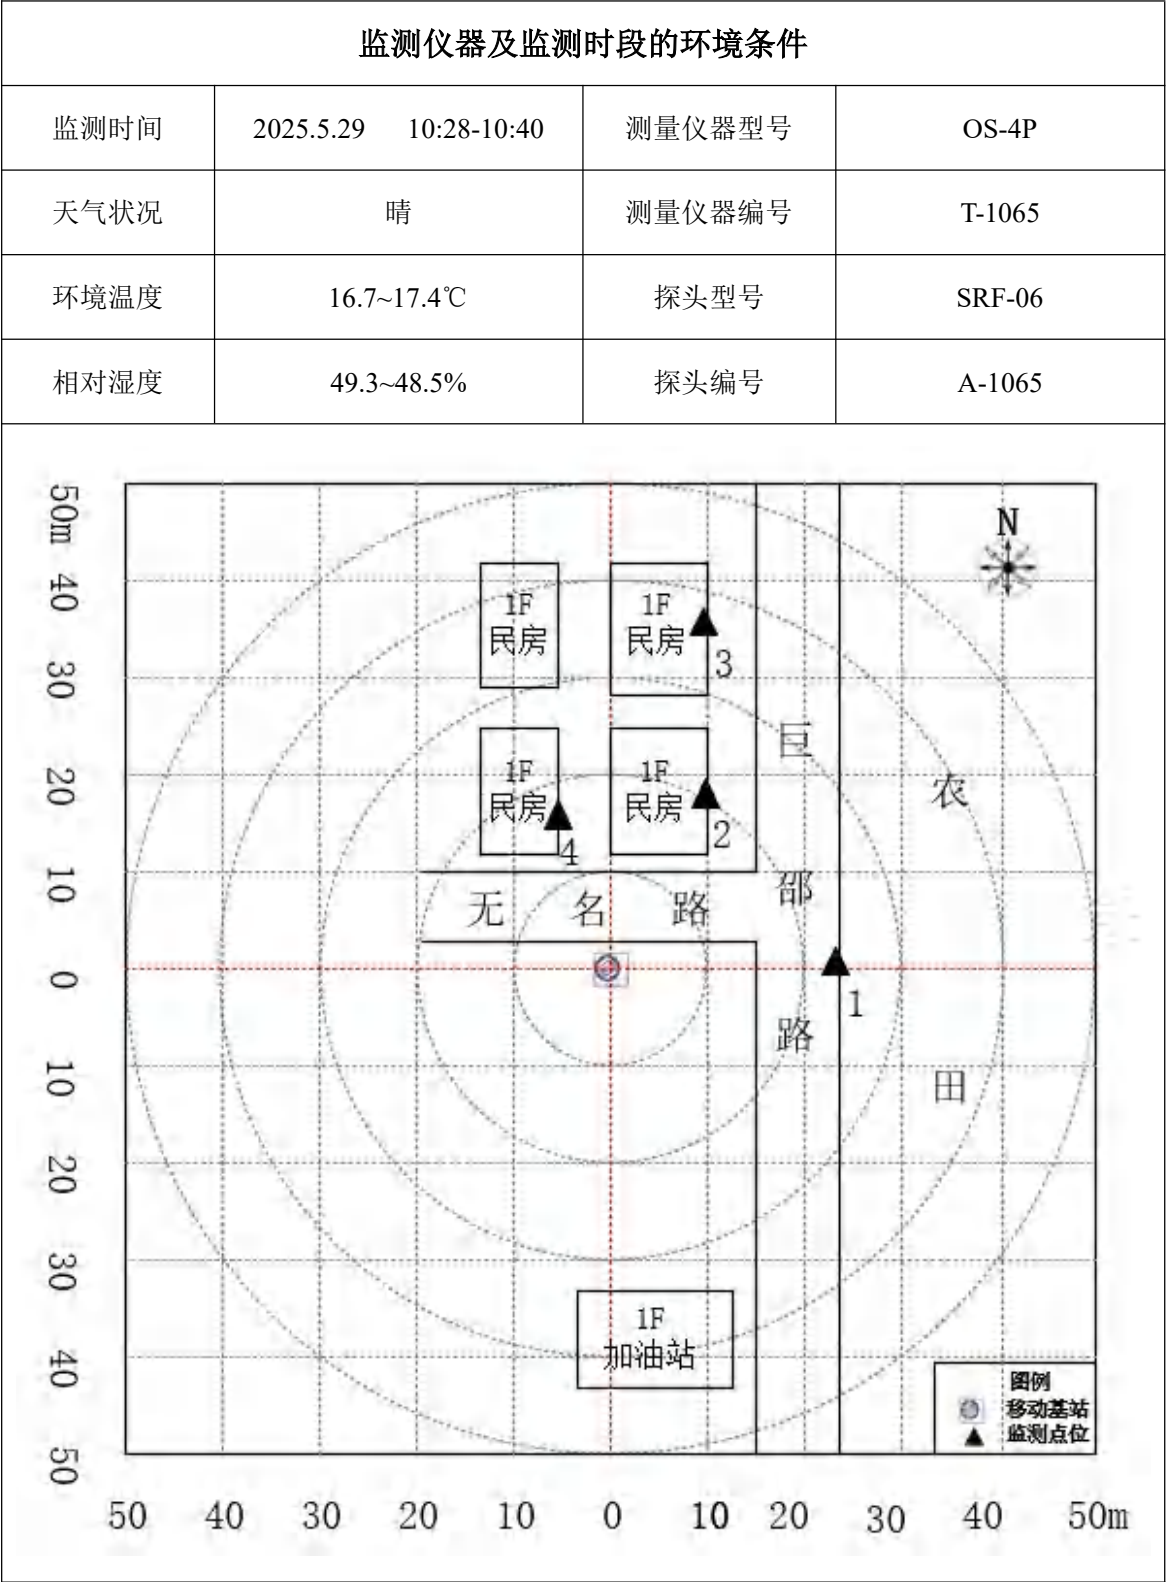 监测仪器及监测时段的环境条件
监测时间 2025.5.29 10:28-10:40 测量仪器型号 OS-4P
天气状况 晴 测量仪器编号 T-1065
环境温度 16.7~17.4℃ 探头型号 SRF-06
相对湿度 49.3~48.5% 探头编号 A-1065
50m
40
30
20
10
0
10
20
30
40
50
N
1F
民房
1F
民房
3
1F
民房
4
1F
民房
2
巨
邵
路
农
田
无名路
1
1F
加油站
图例
移动基站
监测点位
50 40 30 20 10 0 10 20 30 40 50m